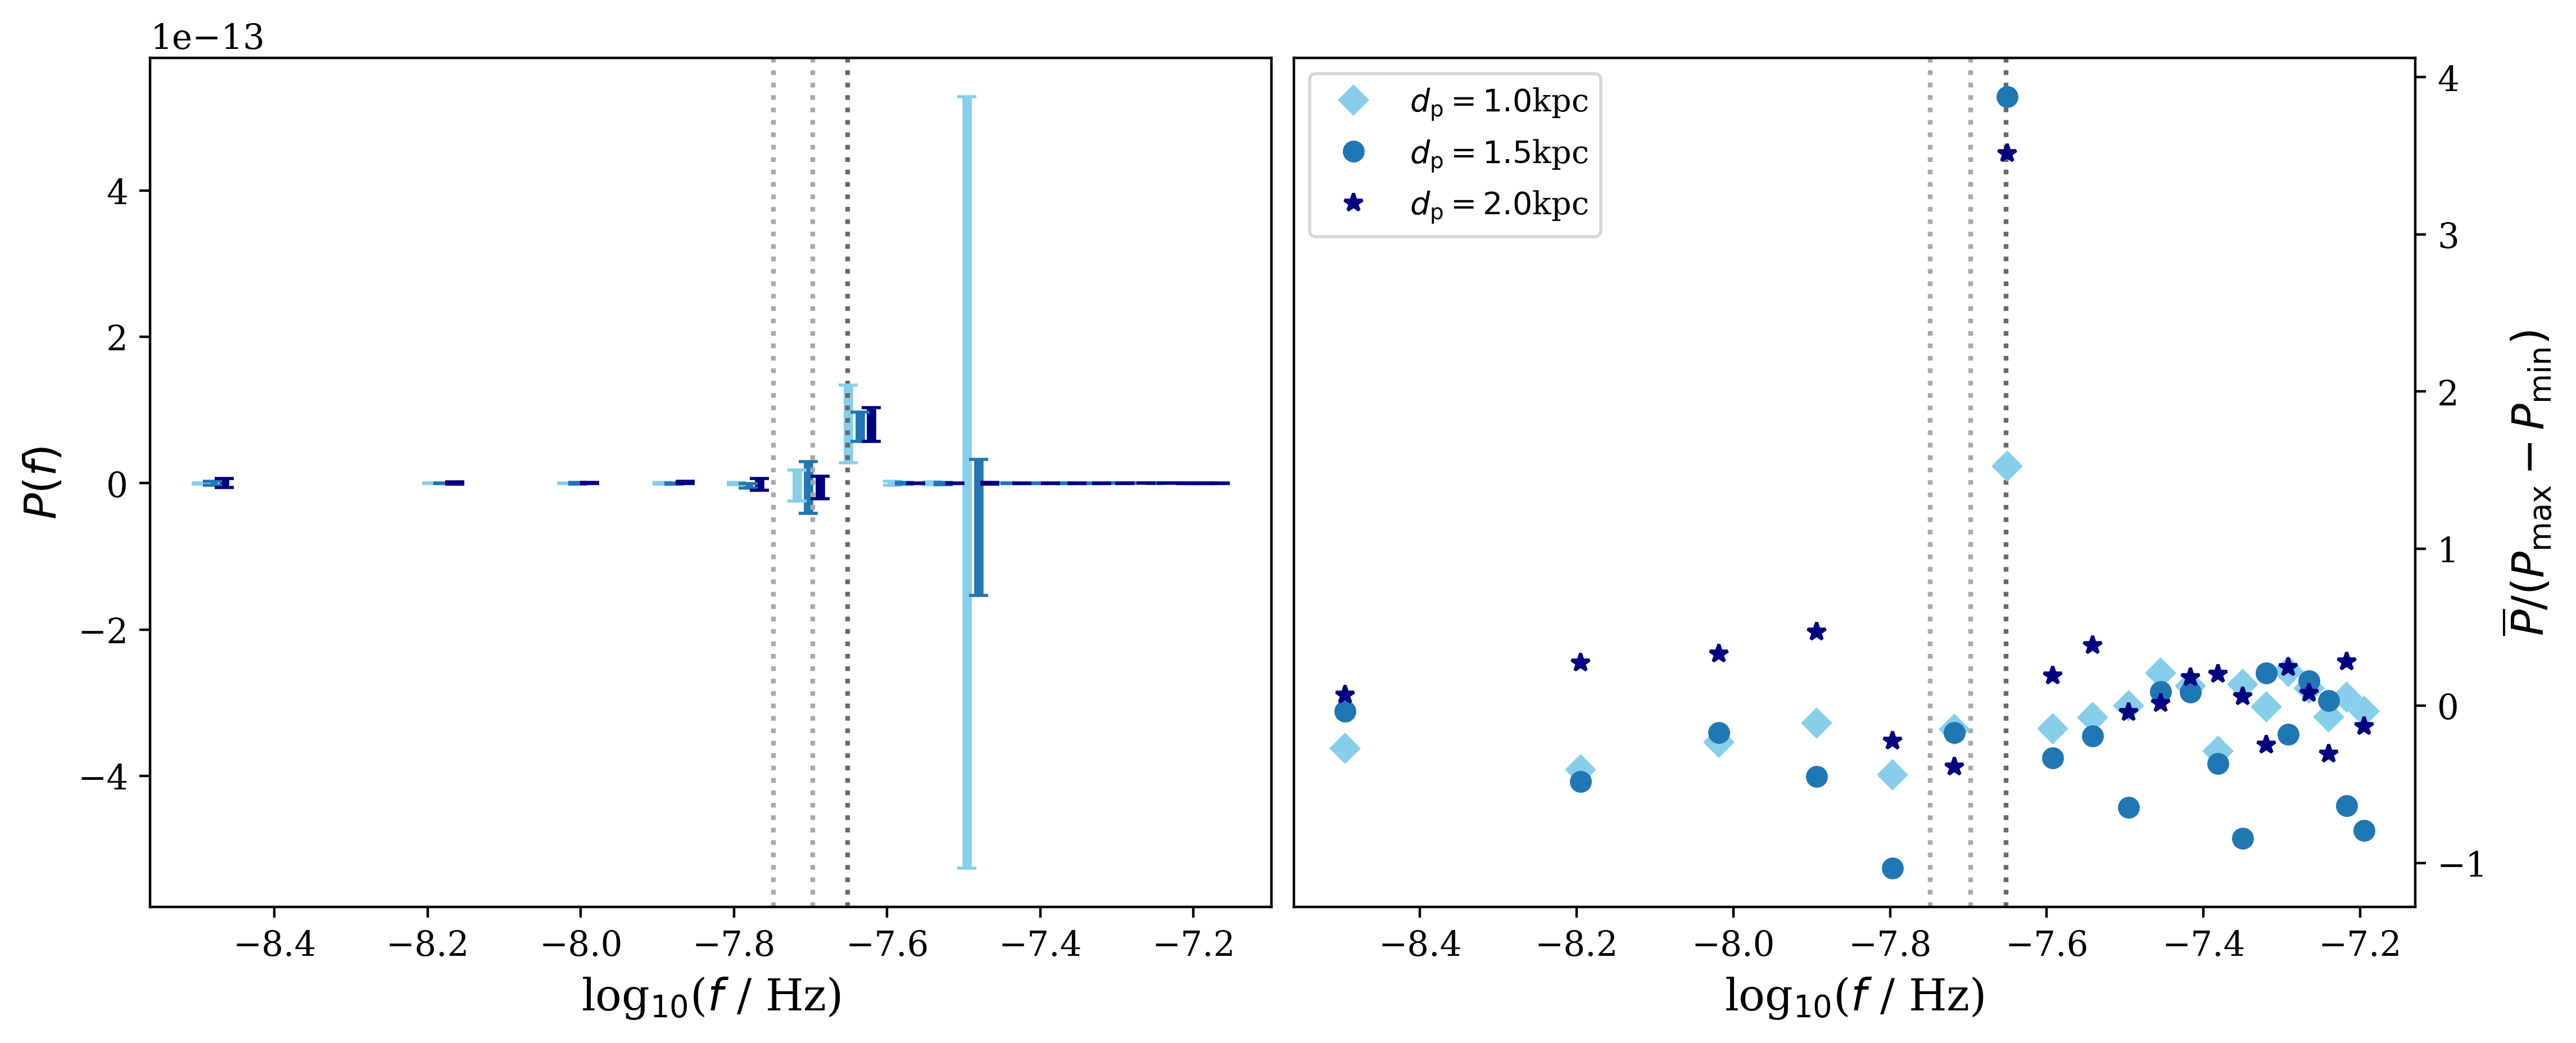 1e−13
4
2
0
−2
−4
P(f)
−8.4 −8.2 −8.0 −7.8 −7.6 −7.4 −7.2
log₁₀(f / Hz)
dₚ = 1.0kpc
dₚ = 1.5kpc
dₚ = 2.0kpc
4
3
2
1
0
−1
P̅/(Pₘₐₓ − Pₘᵢₙ)
−8.4 −8.2 −8.0 −7.8 −7.6 −7.4 −7.2
log₁₀(f / Hz)